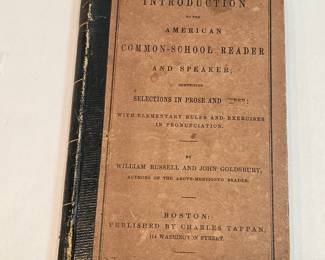 INTRODUCTION
TO THE
AMERICAN
COMMON-SCHOOL READER
AND SPEAKER;
COMPRISING
SELECTIONS IN PROSE AND
WITH ELEMENTARY RULES AND EXERCISES
IN PRONUNCIATION.
BY
WILLIAM RUSSELL AND JOHN GOLDSBURY,
AUTHORS OF THE ABOVE-MENTIONED READER.
BOSTON:
PUBLISHED BY CHARLES TAPPAN,
114 WASHINGTON STREET.